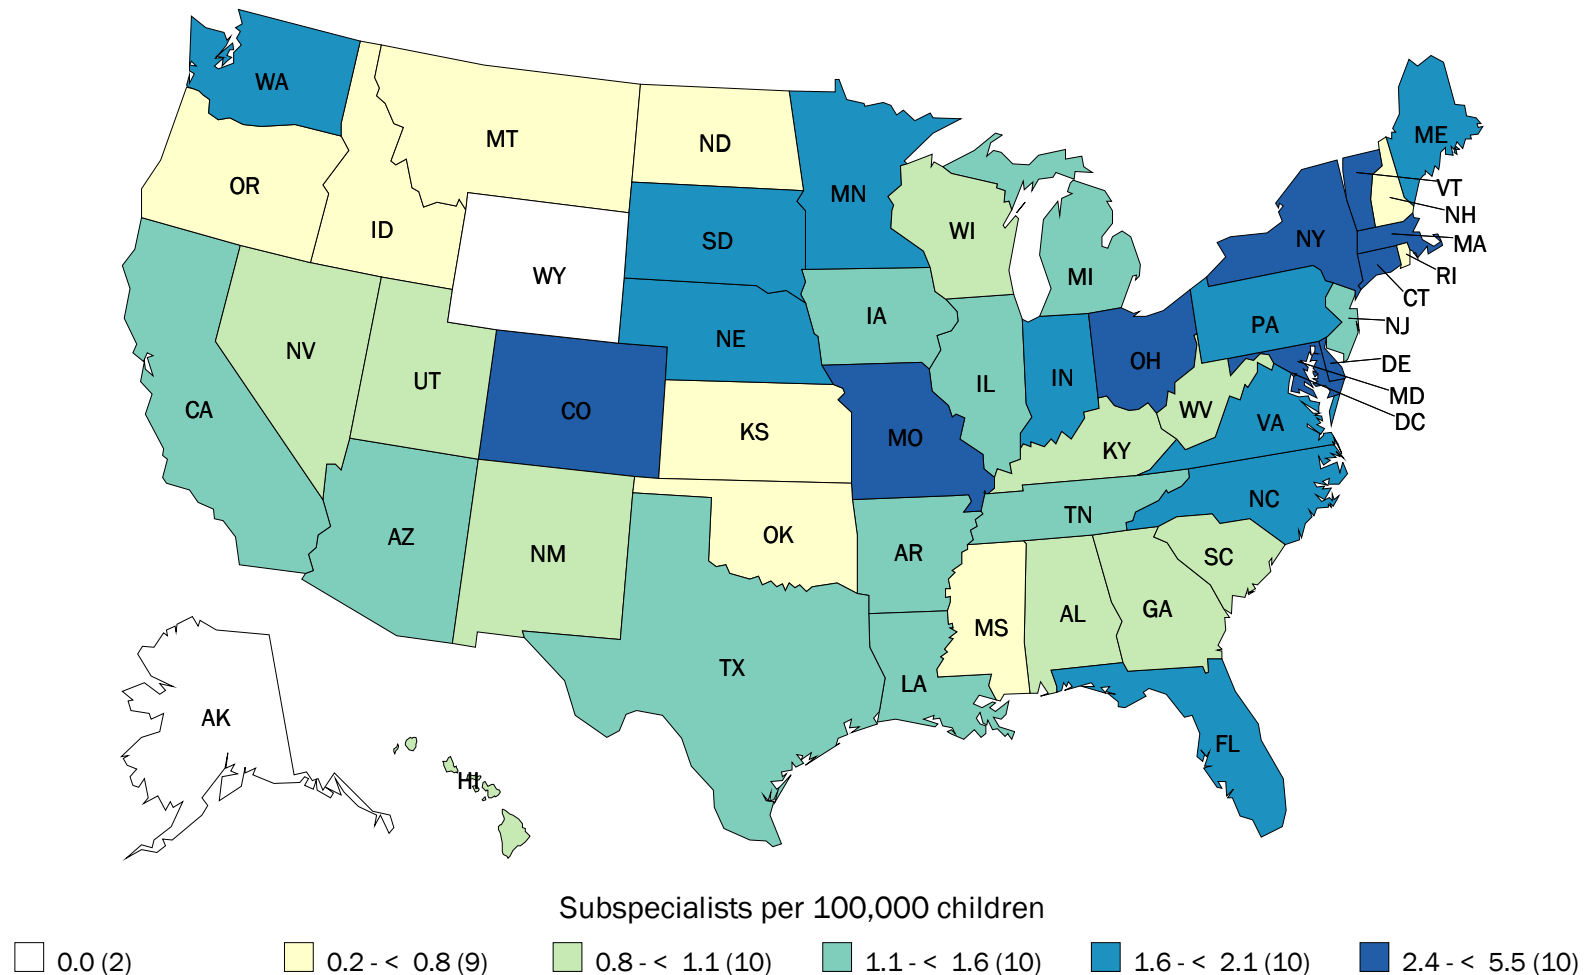 WA
MT
ND
MN
ME
OR
ID
SD
WI
VT
NH
NY
MA
WY
MI
RI
CT
IA
PA
NJ
NE
NV
UT
OH
DE
IL
IN
MD
CO
CA
KS
MO
WV
VA
DC
KY
NC
TN
AZ
NM
OK
AR
SC
GA
AL
MS
TX
LA
AK
HI
FL
Subspecialists per 100,000 children
0.0 (2) 0.2 - < 0.8 (9) 0.8 - < 1.1 (10) 1.1 - < 1.6 (10) 1.6 - < 2.1 (10) 2.4 - < 5.5 (10)